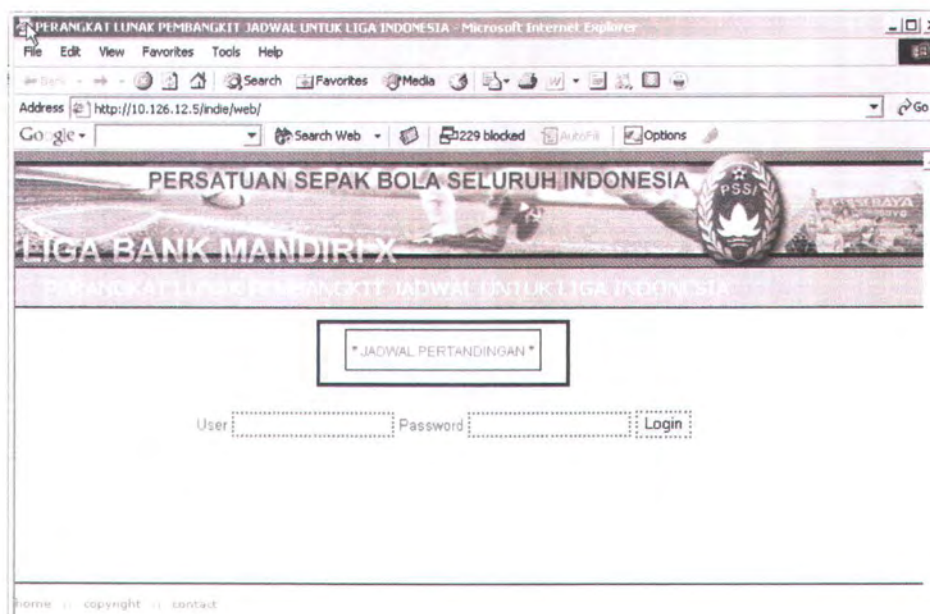 PERANGKAT LUNAK PEMBANGKIT JADWAL UNTUK LIGA INDONESIA - Microsoft Internet Explorer
File Edit View Favorites Tools Help
Back Search Favorites Media
Address http://10.126.12.5/indie/web/ Go
Google Search Web 229 blocked AutoFill Options
PERSATUAN SEPAK BOLA SELURUH INDONESIA
PSSI
LIGA BANK MANDIRI X
PERANGKAT LUNAK PEMBANGKIT JADWAL UNTUK LIGA INDONESIA
* JADWAL PERTANDINGAN *
User Password Login
home :: copyright :: contact